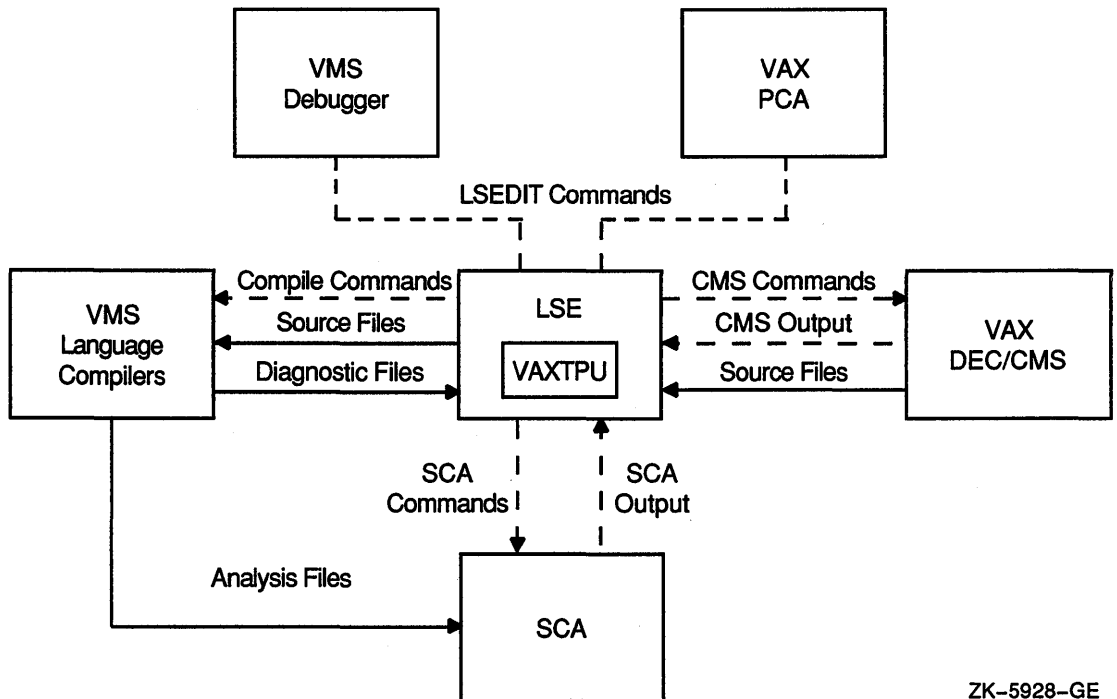 VMS
Debugger
VAX
PCA
LSEDIT Commands
VMS
Language
Compilers
Compile Commands
Source Files
Diagnostic Files
LSE
VAXTPU
CMS Commands
CMS Output
Source Files
VAX
DEC/CMS
SCA
Commands
SCA
Output
Analysis Files
SCA
ZK-5928-GE